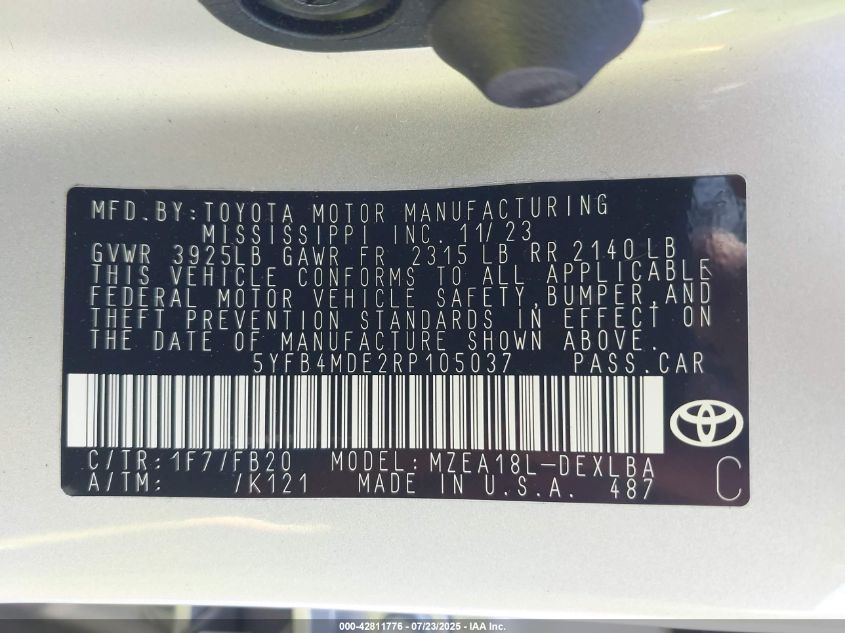 MFD.BY:TOYOTA MOTOR MANUFACTURING
MISSISSIPPI INC. 11/23
GVWR 3925LB GAWR FR 2315LB RR 2140LB
THIS VEHICLE CONFORMS TO ALL APPLICABLE
FEDERAL MOTOR VEHICLE SAFETY,BUMPER,AND
THEFT PREVENTION STANDARDS IN EFFECT ON
THE DATE OF MANUFACTURE SHOWN ABOVE.
5YFB4MDE2RP105037 PASS.CAR
C/TR:1F7/FB20 MODEL:MZEA18L-DEXLBA
A/TM: /K121 MADE IN U.S.A. 487 C
000-42811776 - 07/23/2025 - IAA Inc.